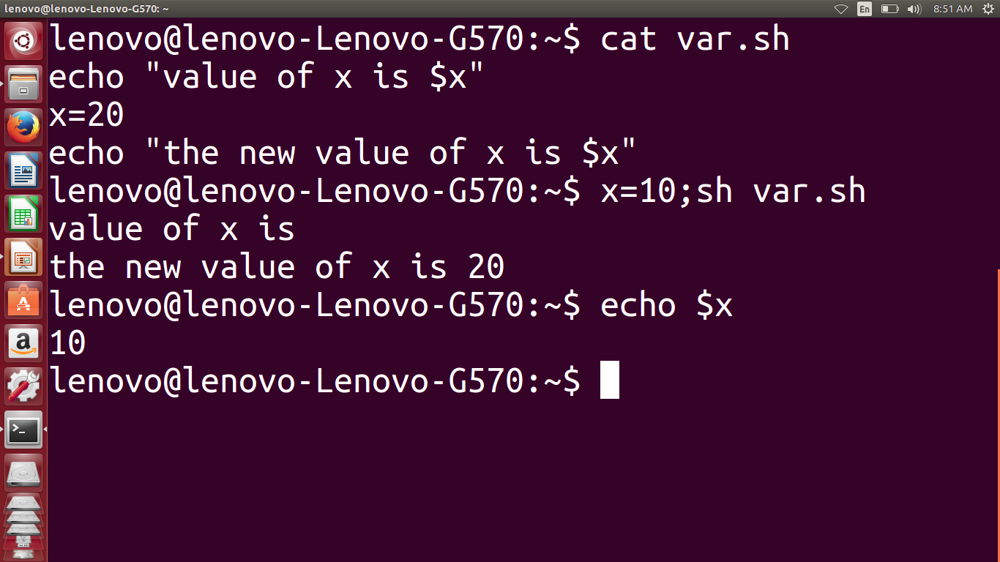 lenovo@lenovo-Lenovo-G570: ~
En
8:51 AM
lenovo@lenovo-Lenovo-G570:~$ cat var.sh
echo "value of x is $x"
x=20
echo "the new value of x is $x"
lenovo@lenovo-Lenovo-G570:~$ x=10;sh var.sh
value of x is
the new value of x is 20
lenovo@lenovo-Lenovo-G570:~$ echo $x
10
lenovo@lenovo-Lenovo-G570:~$